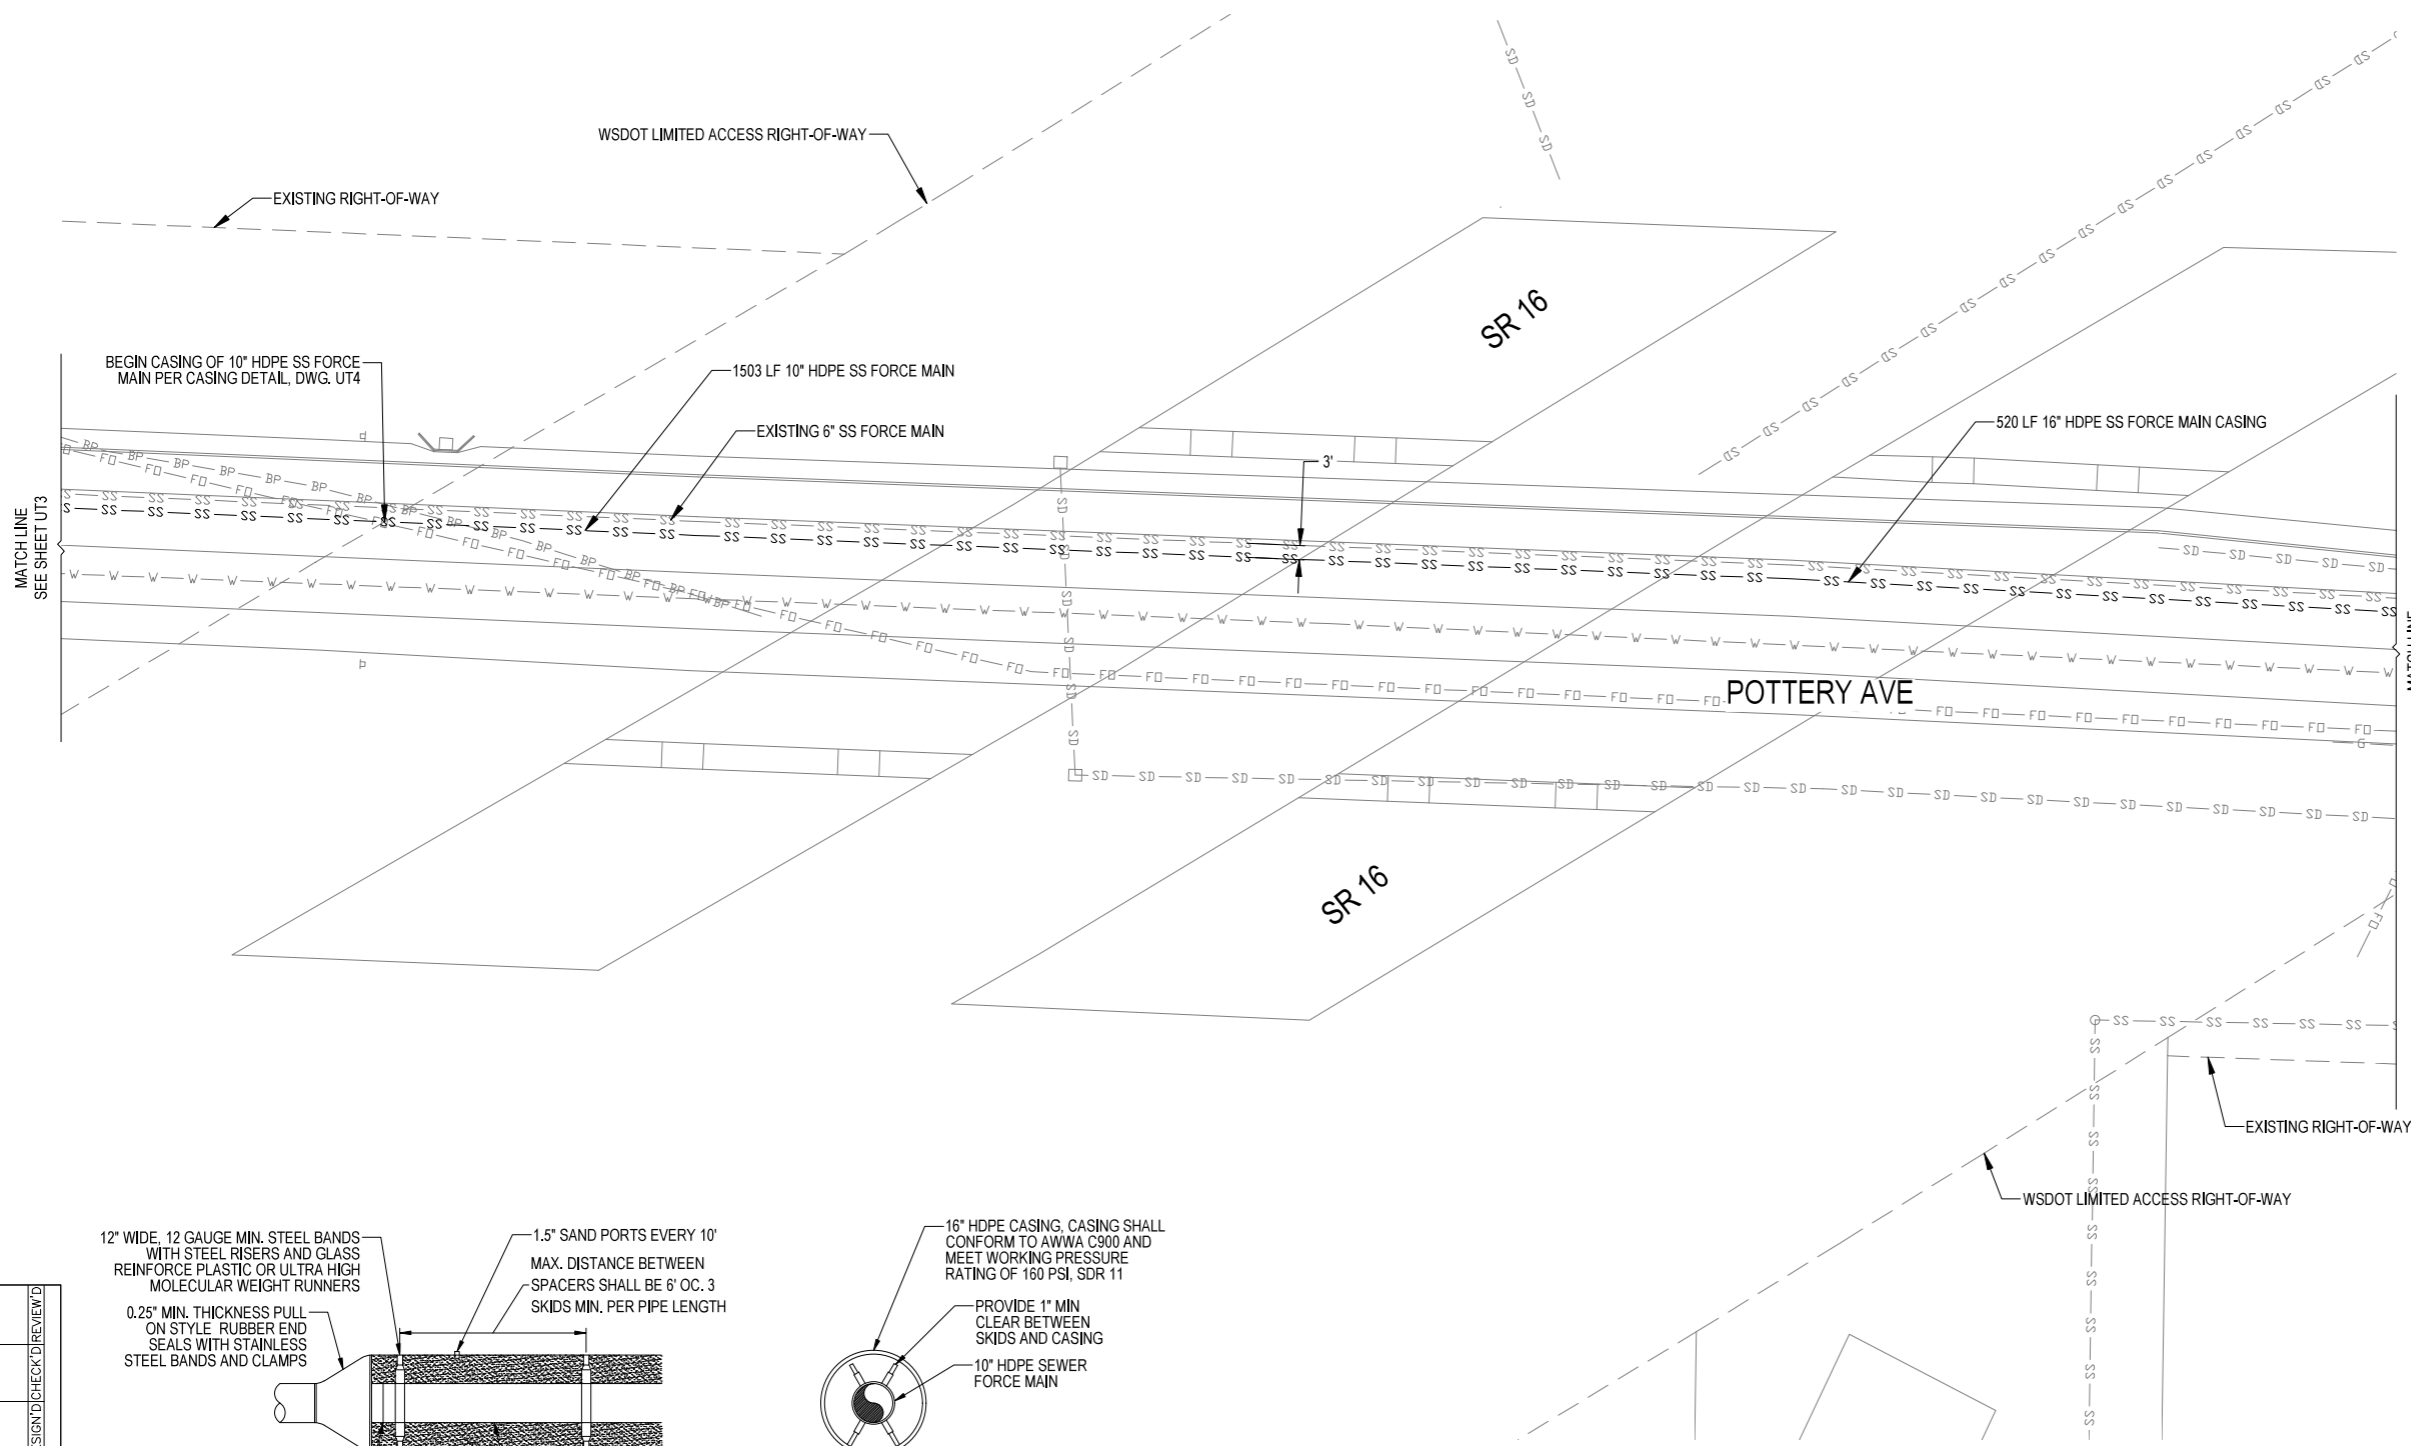 WSDOT LIMITED ACCESS RIGHT-OF-WAY
EXISTING RIGHT-OF-WAY
SR 16
BEGIN CASING OF 10" HDPE SS FORCE
MAIN PER CASING DETAIL, DWG. UT4
1503 LF 10" HDPE SS FORCE MAIN
EXISTING 6" SS FORCE MAIN
520 LF 16" HDPE SS FORCE MAIN CASING
3'
MATCH LINE
SEE SHEET UT3
MATCH LINE
POTTERY AVE
SR 16
EXISTING RIGHT-OF-WAY
WSDOT LIMITED ACCESS RIGHT-OF-WAY
12" WIDE, 12 GAUGE MIN. STEEL BANDS
WITH STEEL RISERS AND GLASS
REINFORCE PLASTIC OR ULTRA HIGH
MOLECULAR WEIGHT RUNNERS
0.25" MIN. THICKNESS PULL
ON STYLE RUBBER END
SEALS WITH STAINLESS
STEEL BANDS AND CLAMPS
1.5" SAND PORTS EVERY 10'
MAX. DISTANCE BETWEEN
SPACERS SHALL BE 6' OC. 3
SKIDS MIN. PER PIPE LENGTH
16" HDPE CASING, CASING SHALL
CONFORM TO AWWA C900 AND
MEET WORKING PRESSURE
RATING OF 160 PSI, SDR 11
PROVIDE 1" MIN
CLEAR BETWEEN
SKIDS AND CASING
10" HDPE SEWER
FORCE MAIN
REVIEW'D
CHECK'D